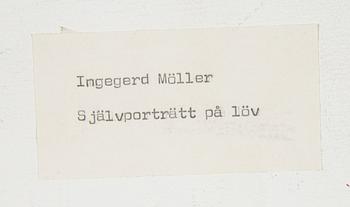 Ingegerd Möller
Självporträtt på löv